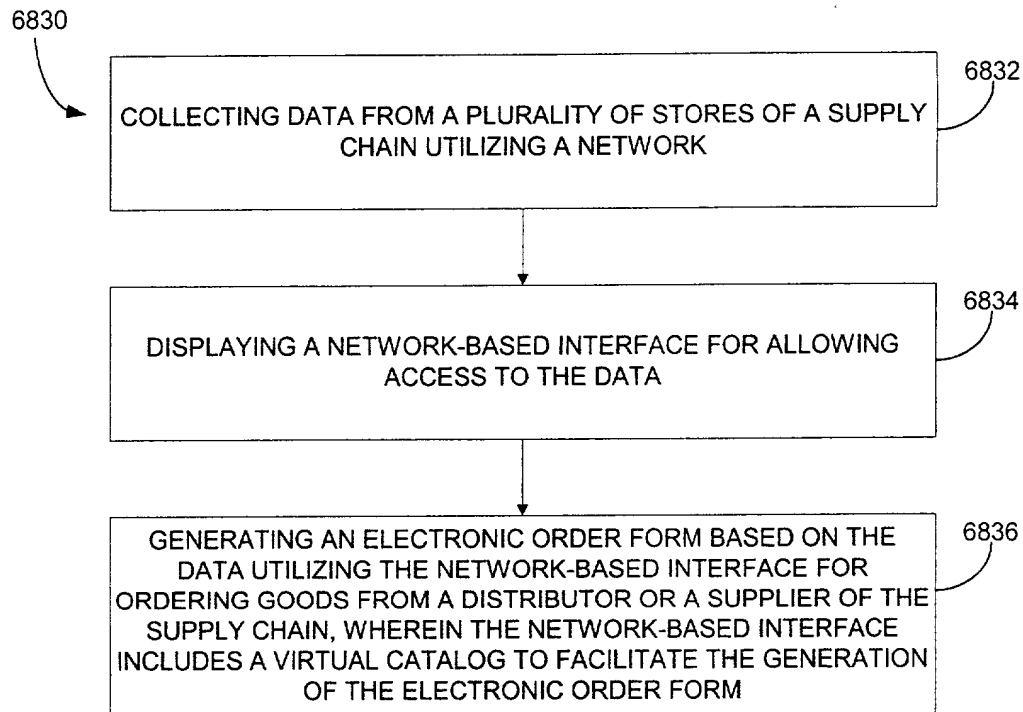 6830
6832
COLLECTING DATA FROM A PLURALITY OF STORES OF A SUPPLY
CHAIN UTILIZING A NETWORK
6834
DISPLAYING A NETWORK-BASED INTERFACE FOR ALLOWING
ACCESS TO THE DATA
6836
GENERATING AN ELECTRONIC ORDER FORM BASED ON THE
DATA UTILIZING THE NETWORK-BASED INTERFACE FOR
ORDERING GOODS FROM A DISTRIBUTOR OR A SUPPLIER OF THE
SUPPLY CHAIN, WHEREIN THE NETWORK-BASED INTERFACE
INCLUDES A VIRTUAL CATALOG TO FACILITATE THE GENERATION
OF THE ELECTRONIC ORDER FORM